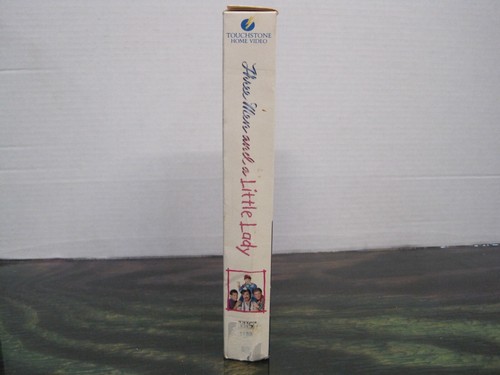 TOUCHSTONE
HOME VIDEO
Three Men and a Little Lady